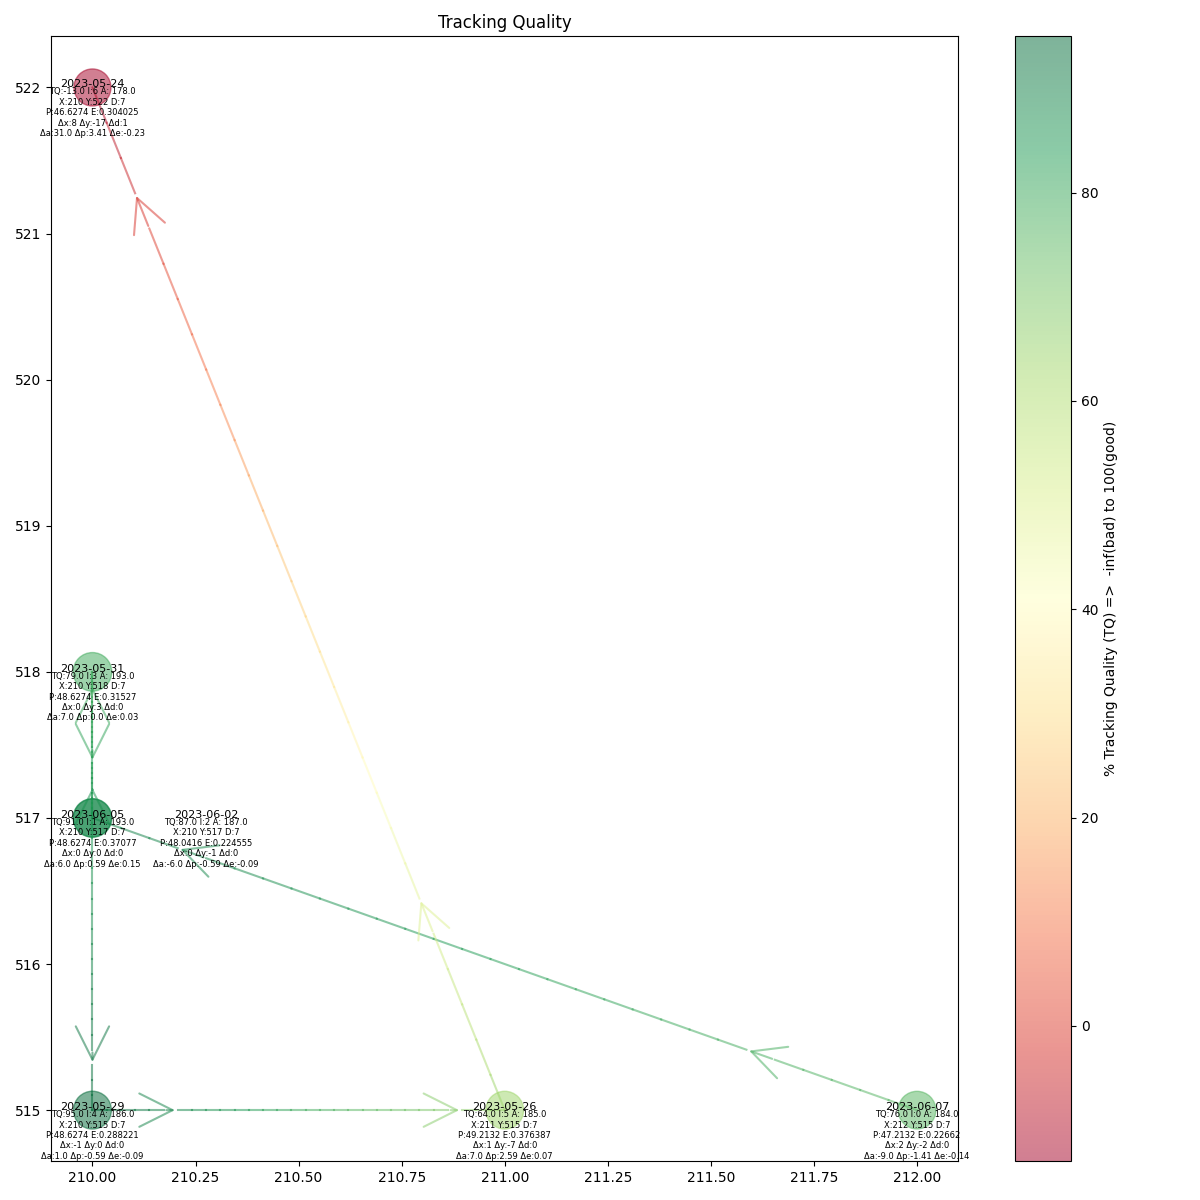 Tracking Quality
522
521
520
519
518
517
516
515
2023-05-24
TQ:-13.0 I:6 A: 178.0
X:210 Y:522 D:7
P:46.6274 E:0.304025
Δx:8 Δy:-17 Δd:1
Δa:31.0 Δp:3.41 Δe:-0.23
2023-05-31
TQ:79.0 I:3 A: 193.0
X:210 Y:518 D:7
P:48.6274 E:0.31527
Δx:0 Δy:3 Δd:0
Δa:7.0 Δp:0.0 Δe:0.03
2023-06-05
TQ:91.0 I:1 A: 193.0
X:210 Y:517 D:7
P:48.6274 E:0.37077
Δx:0 Δy:0 Δd:0
Δa:6.0 Δp:0.59 Δe:0.15
2023-06-02
TQ:87.0 I:2 A: 187.0
X:210 Y:517 D:7
P:48.0416 E:0.224555
Δx:0 Δy:-1 Δd:0
Δa:-6.0 Δp:-0.59 Δe:-0.09
2023-05-29
TQ:95.0 I:4 A: 186.0
X:210 Y:515 D:7
P:48.6274 E:0.288221
Δx:-1 Δy:0 Δd:0
Δa:1.0 Δp:-0.59 Δe:-0.09
2023-05-26
TQ:64.0 I:5 A: 185.0
X:211 Y:515 D:7
P:49.2132 E:0.376387
Δx:1 Δy:-7 Δd:0
Δa:7.0 Δp:2.59 Δe:0.07
2023-06-07
TQ:76.0 I:0 A: 184.0
X:212 Y:515 D:7
P:47.2132 E:0.22662
Δx:2 Δy:-2 Δd:0
Δa:-9.0 Δp:-1.41 Δe:-0.14
210.00 210.25 210.50 210.75 211.00 211.25 211.50 211.75 212.00
80
60
40
20
0
% Tracking Quality (TQ) => -inf(bad) to 100(good)